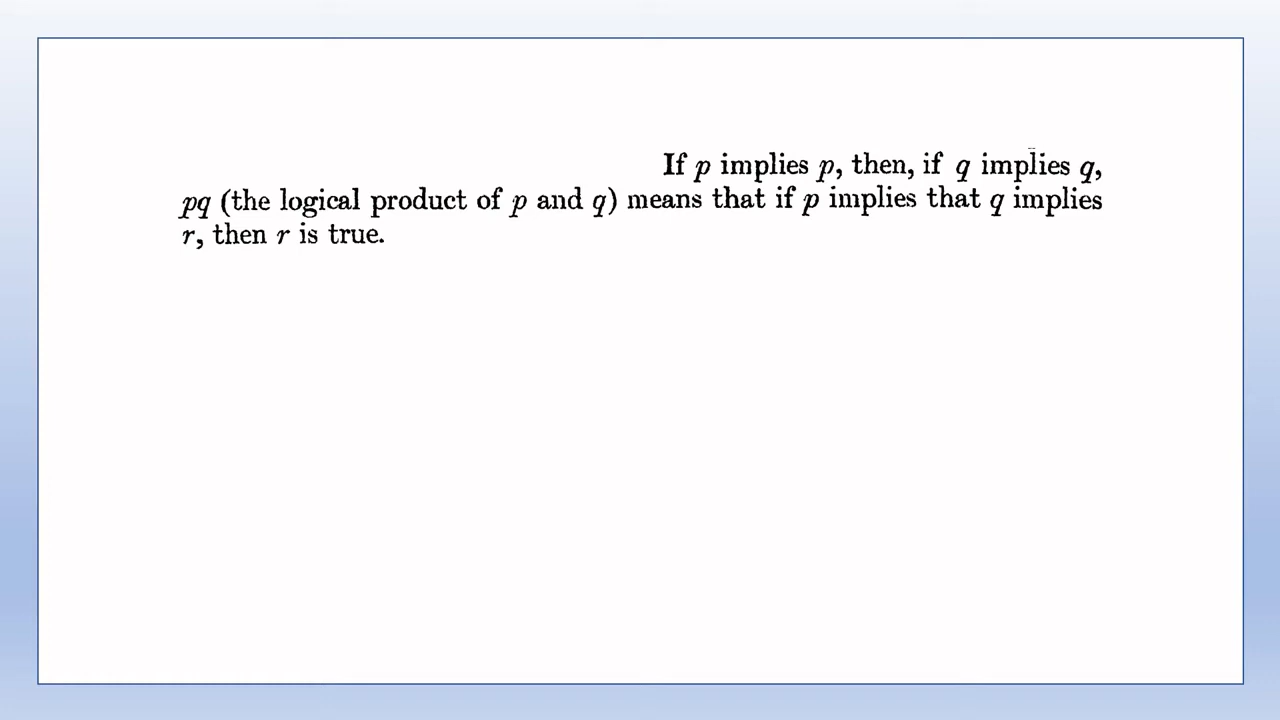 If p implies p, then, if q implies q,
pq (the logical product of p and q) means that if p implies that q implies
r, then r is true.